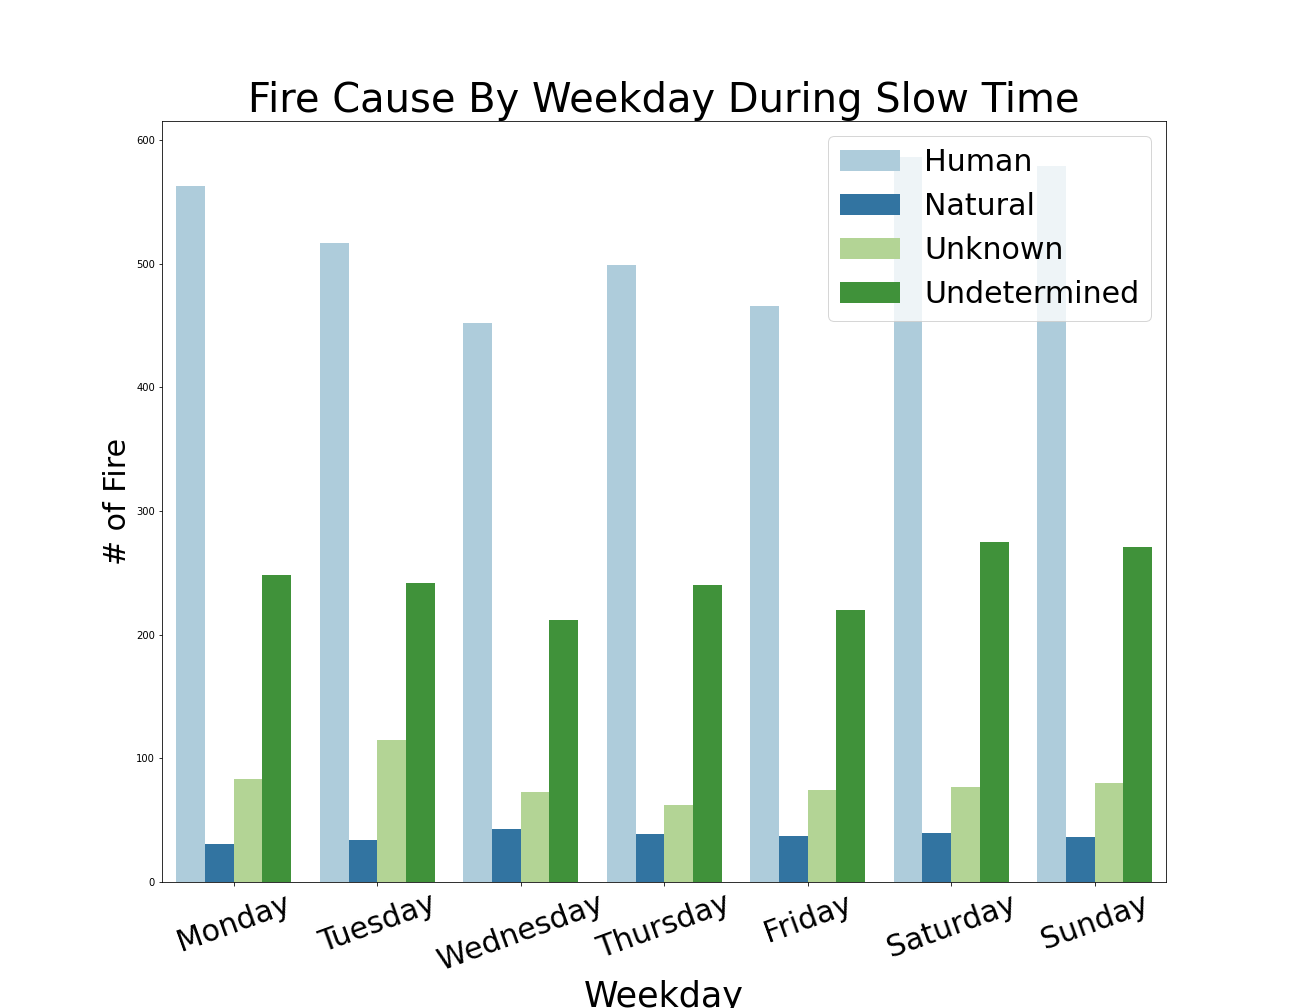 Fire Cause By Weekday During Slow Time
Human
Natural
Unknown
Undetermined
# of Fire
600
500
400
300
200
100
0
Monday
Tuesday
Wednesday
Thursday
Friday
Saturday
Sunday
Weekday